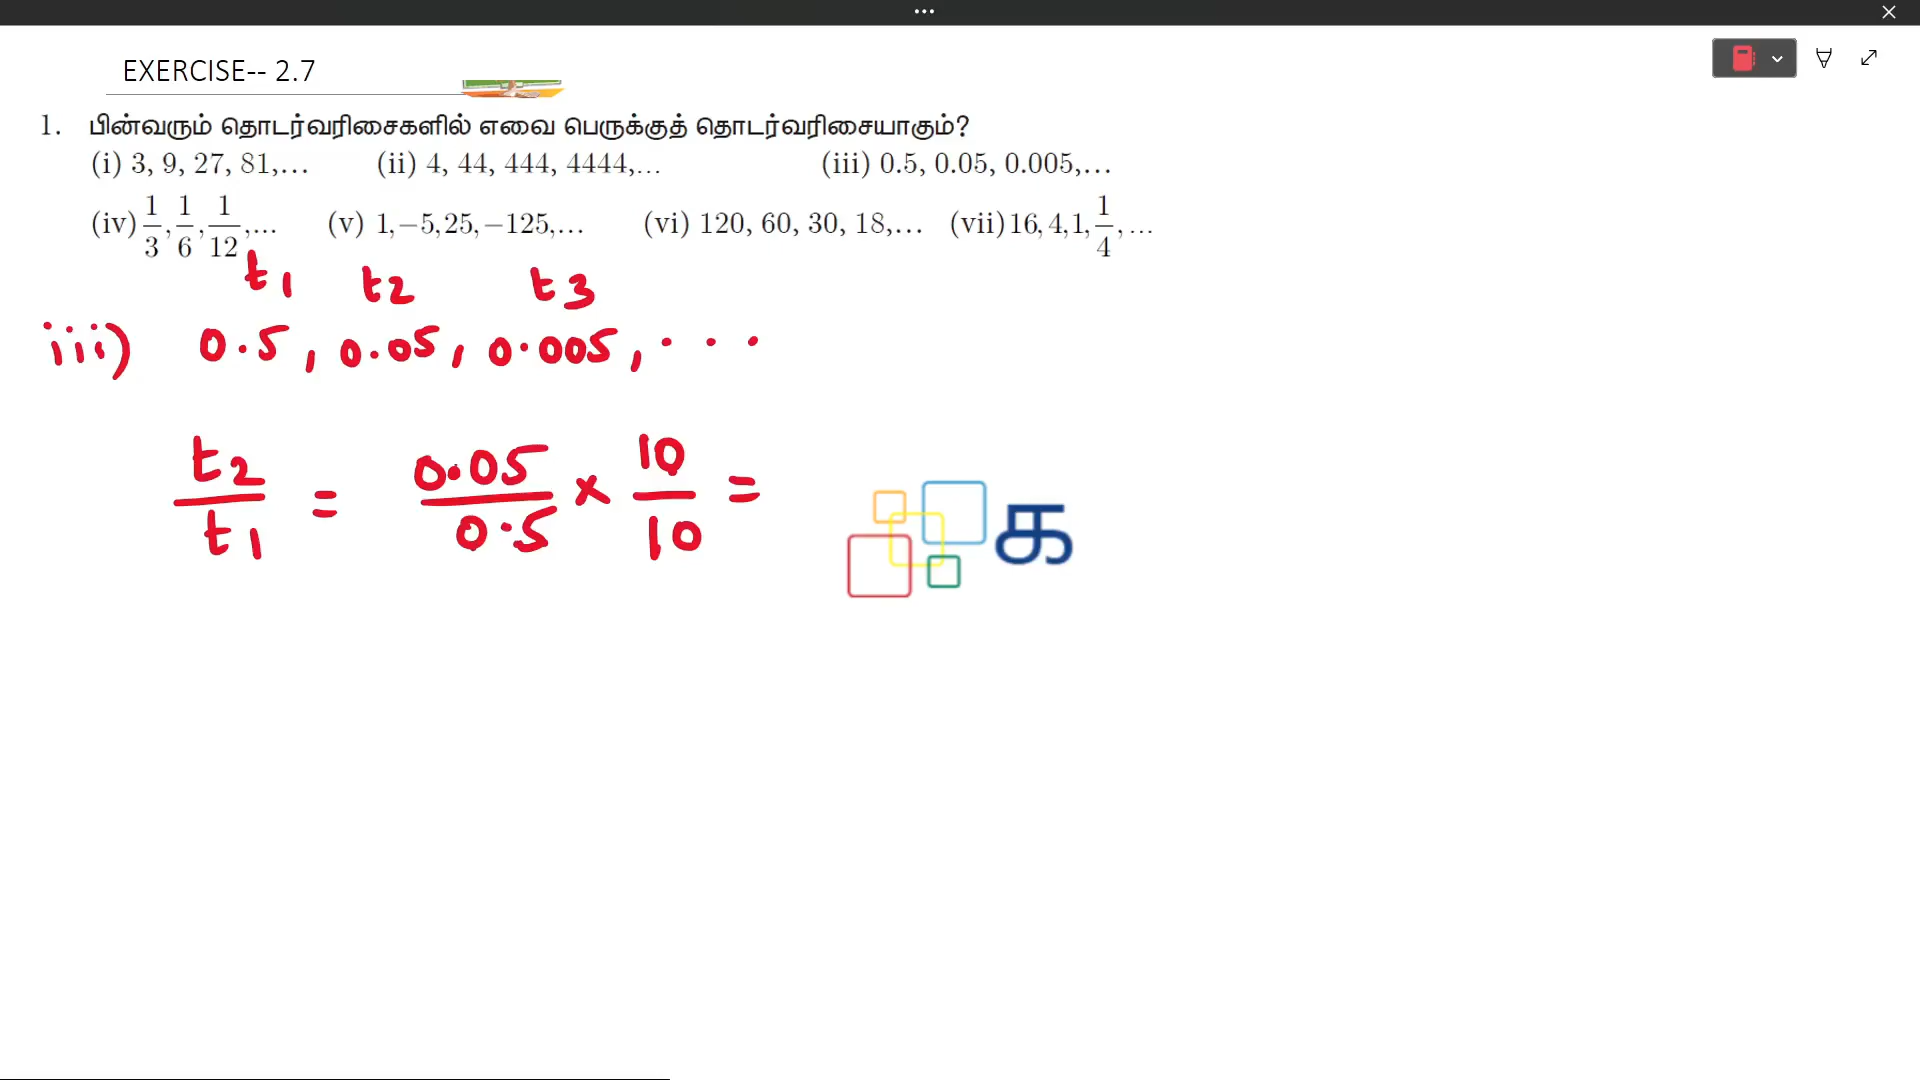 EXERCISE-- 2.7
1. பின்வரும் தொடர்வரிசைகளில் எவை பெருக்குத் தொடர்வரிசையாகும்?
(i) 3, 9, 27, 81,... (ii) 4, 44, 444, 4444,... (iii) 0.5, 0.05, 0.005,...
(iv) 1/3, 1/6, 1/12,... (v) 1,−5,25,−125,... (vi) 120, 60, 30, 18,... (vii) 16,4,1,1/4,...
t1 t2 t3
iii) 0.5, 0.05, 0.005, ...
t2/t1 = 0.05/0.5 × 10/10 =
க